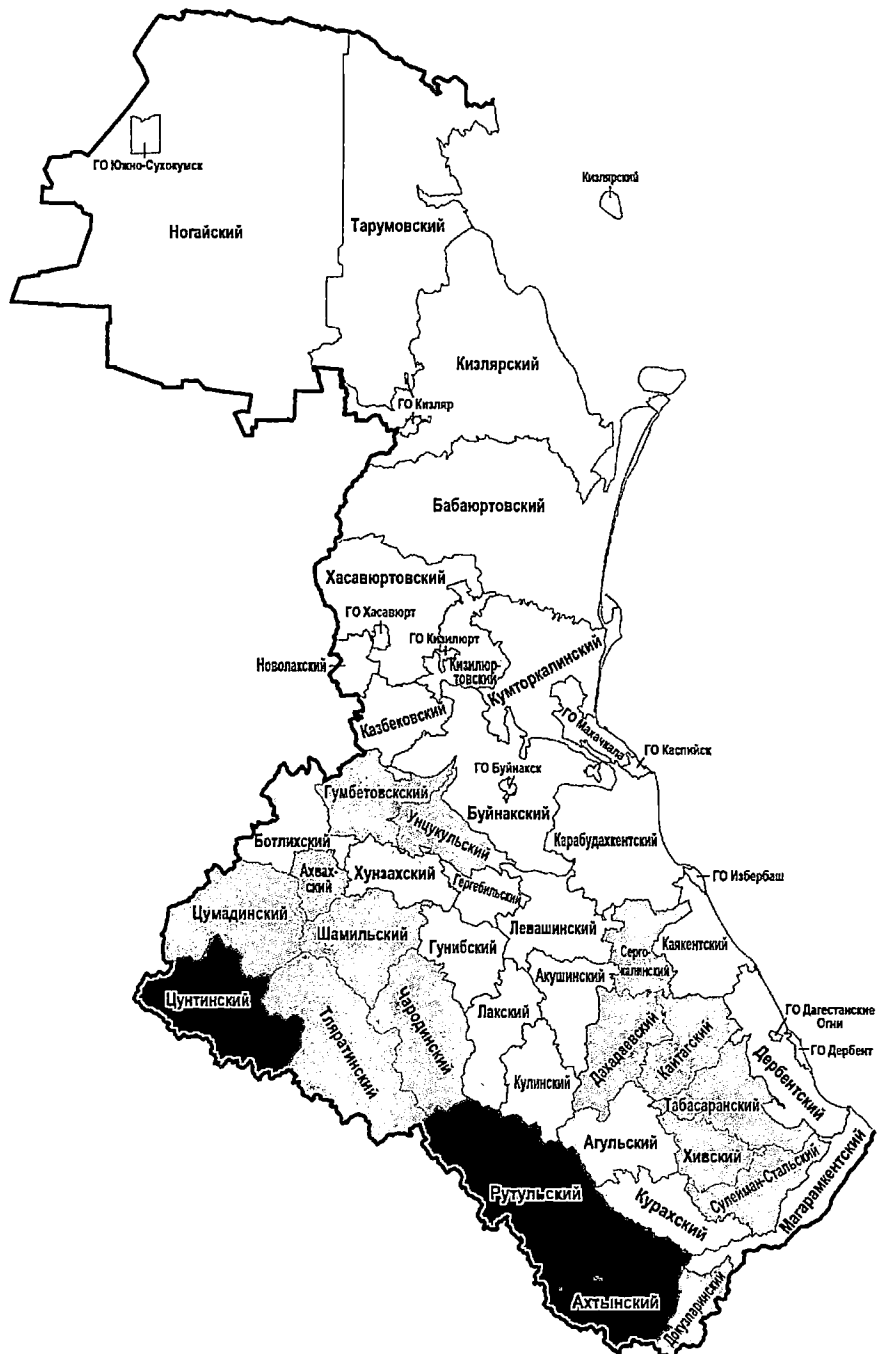 ГО Южно-Сухокумск
Кизлярский
Ногайский
Тарумовский
Кизлярский
ГО Кизляр
Бабаюртовский
Хасавюртовский
ГО Хасавюрт
ГО Кизилюрт
Новолакский
Кизилюр-
товский
Кумторкалинский
Казбековский
ГО Махачкала
ГО Каспийск
ГО Буйнакск
Гумбетовскский
Буйнакский
Унцукульский
Ботлихский
Карабудахкентский
Ахвах-
ский
Хунзахский
Гергебильский
ГО Избербаш
Цумадинский
Шамильский
Гунибский
Левашинский
Серго-
калинский
Каякентский
Акушинский
Цунтинский
Тляратинский
Чародинский
Лакский
ГО Дагестанские
Огни
ГО Дербент
Дахадаевский
Кайтагский
Дербентский
Кулинский
Табасаранский
Агульский
Хивский
Сулейман-Стальский
Магарамкентский
Рутульский
Курахский
Ахтынский
Докузпаринский